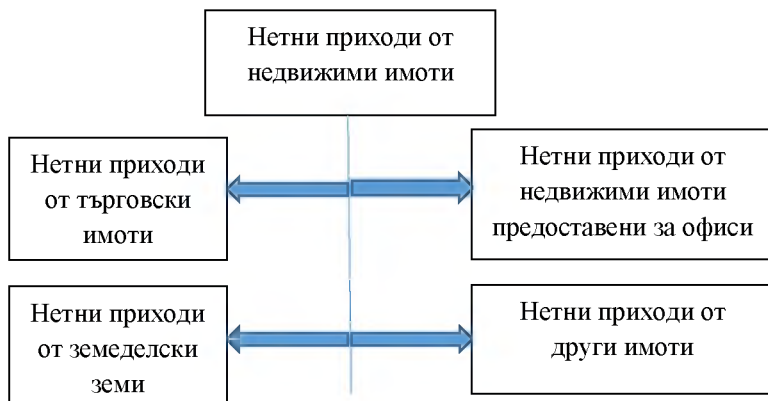 Нетни приходи от
недвижими имоти
Нетни приходи
от търговски
имоти
Нетни приходи от
недвижими имоти
предоставени за офиси
Нетни приходи
от земеделски
земи
Нетни приходи от
други имоти